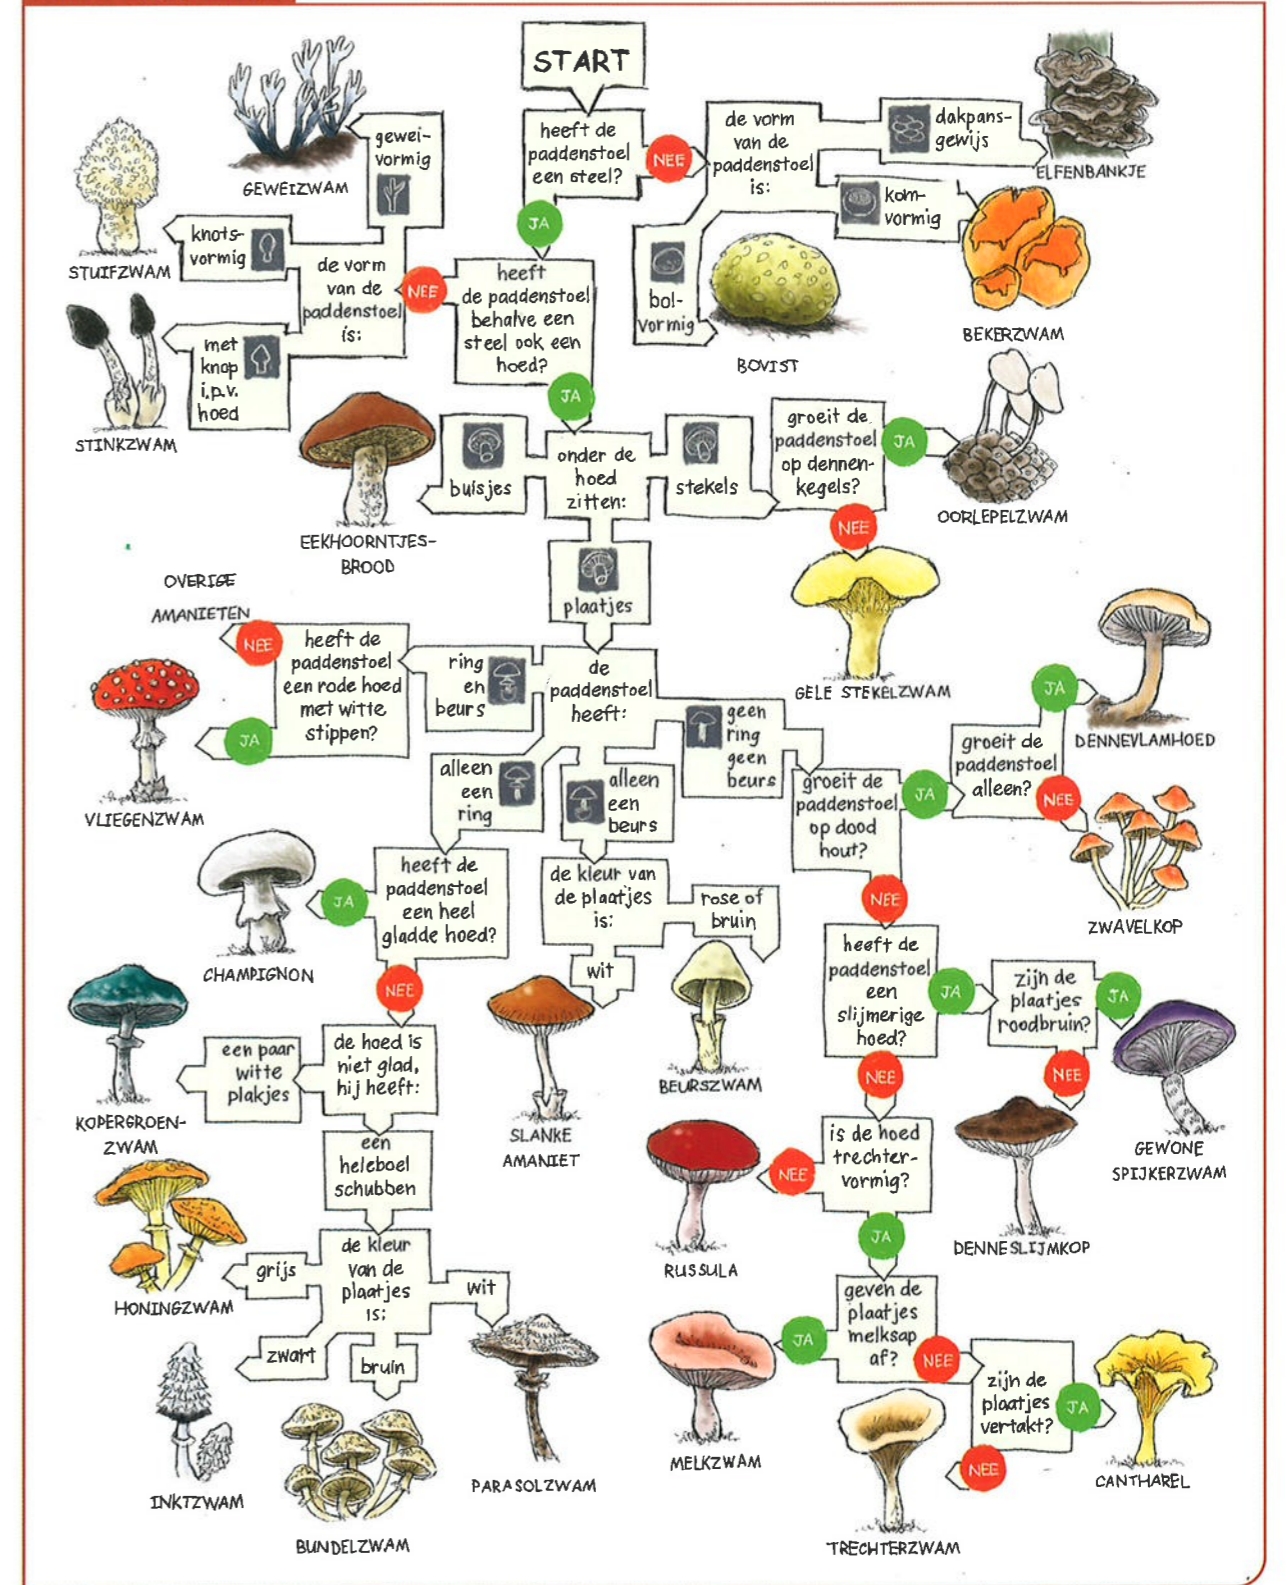 START
heeft de
paddenstoel
een steel?
NEE
JA
de vorm
van de
paddenstoel
is:
dakpans-
gewijs
ELFENBANKJE
kom-
vormig
BEKERZWAM
bol-
vormig
BOVIST
heeft
de paddenstoel
behalve een
steel ook een
hoed?
NEE
JA
de vorm
van de
paddenstoel
is:
gewei-
vormig
GEWEIZWAM
knots-
vormig
STUIFZWAM
met
knop
i.p.v.
hoed
STINKZWAM
onder de
hoed
zitten:
buisjes
EEKHOORNTJES-
BROOD
stekels
groeit de
paddenstoel
op dennen-
kegels?
JA
OORLEPELZWAM
NEE
GELE STEKELZWAM
plaatjes
de
paddenstoel
heeft:
ring
en
beurs
heeft de
paddenstoel
een rode hoed
met witte
stippen?
NEE
OVERIGE
AMANIETEN
JA
VLIEGENZWAM
alleen
een
ring
heeft de
paddenstoel
een heel
gladde hoed?
JA
CHAMPIGNON
NEE
de hoed is
niet glad,
hij heeft:
een paar
witte
plakjes
KOPERGROEN-
ZWAM
een
heleboel
schubben
de kleur
van de
plaatjes
is:
grijs
HONINGZWAM
zwart
INKTZWAM
bruin
BUNDELZWAM
wit
PARASOLZWAM
alleen
een
beurs
de kleur van
de plaatjes
is:
wit
SLANKE
AMANIET
rose of
bruin
BEURSZWAM
geen
ring
geen
beurs
groeit de
paddenstoel
op dood
hout?
JA
groeit de
paddenstoel
alleen?
JA
DENNEVLAMHOED
NEE
ZWAVELKOP
NEE
heeft de
paddenstoel
een
slijmerige
hoed?
JA
zijn de
plaatjes
roodbruin?
JA
GEWONE
SPIJKERZWAM
NEE
DENNESLIJMKOP
NEE
is de hoed
trechter-
vormig?
NEE
RUSSULA
JA
geven de
plaatjes
melksap
af?
JA
MELKZWAM
NEE
zijn de
plaatjes
vertakt?
JA
CANTHAREL
NEE
TRECHTERZWAM